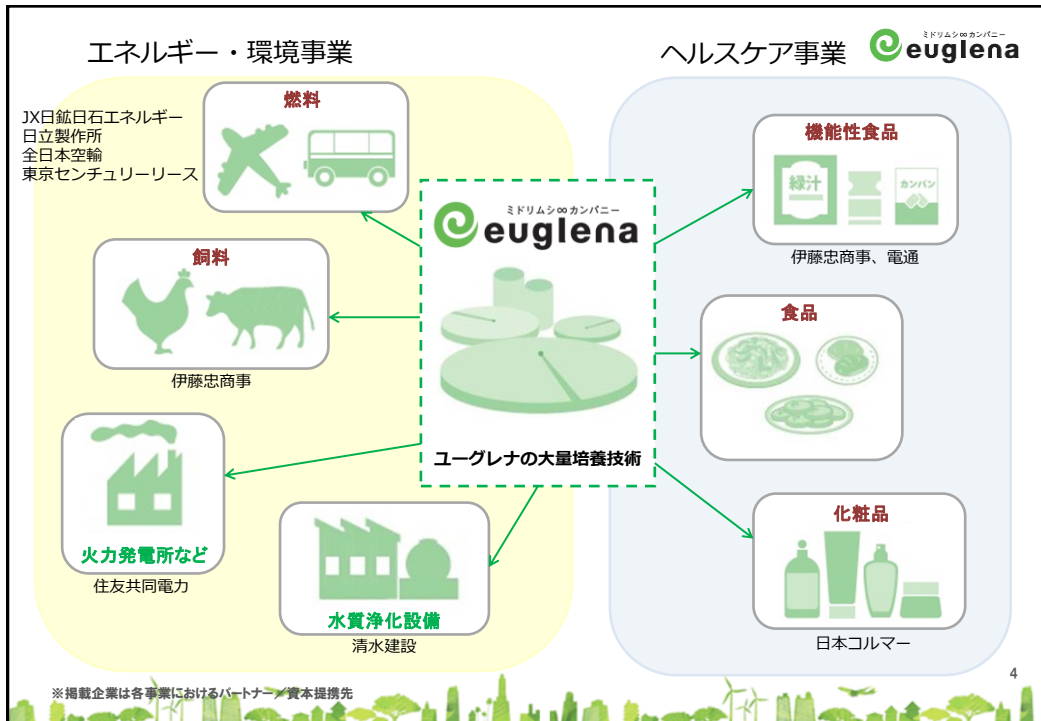 エネルギー・環境事業
ヘルスケア事業
ミドリムシ∞カンパニー
euglena
JX日鉱日石エネルギー
日立製作所
全日本空輸
東京センチュリーリース
燃料
飼料
伊藤忠商事
火力発電所など
住友共同電力
水質浄化設備
清水建設
ミドリムシ∞カンパニー
euglena
ユーグレナの大量培養技術
機能性食品
緑汁
カンパン
伊藤忠商事、電通
食品
化粧品
日本コルマー
※掲載企業は各事業におけるパートナー／資本提携先
4